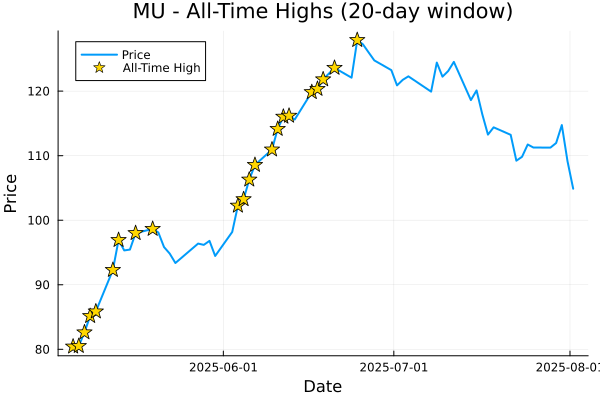 MU - All-Time Highs (20-day window)
Price
All-Time High
120
110
100
90
80
Price
2025-06-01
2025-07-01
2025-08-01
Date